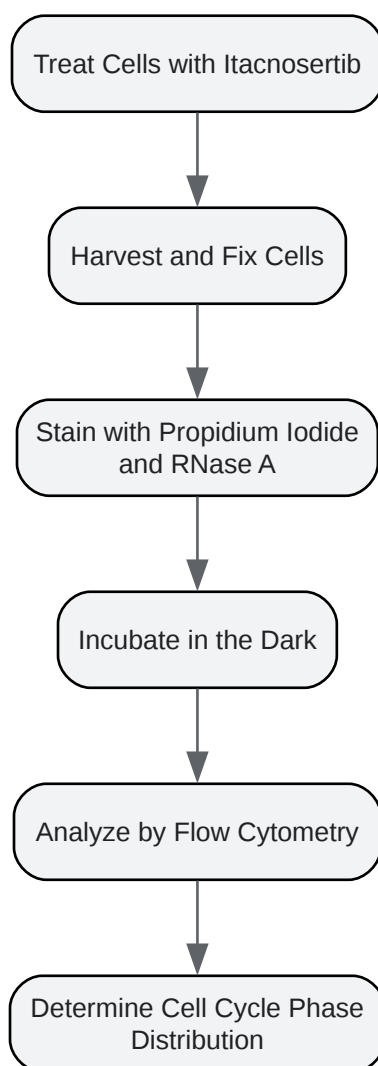 Treat Cells with Itacnosertib
Harvest and Fix Cells
Stain with Propidium Iodide
and RNase A
Incubate in the Dark
Analyze by Flow Cytometry
Determine Cell Cycle Phase
Distribution